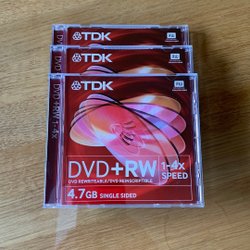 TDK
TDK
TDK
DVD+RW 1-4x
DVD+RW
1-4x
SPEED
DVD REWRITEABLE/DVD REINSCRIPTIBLE
4.7GB SINGLE SIDED